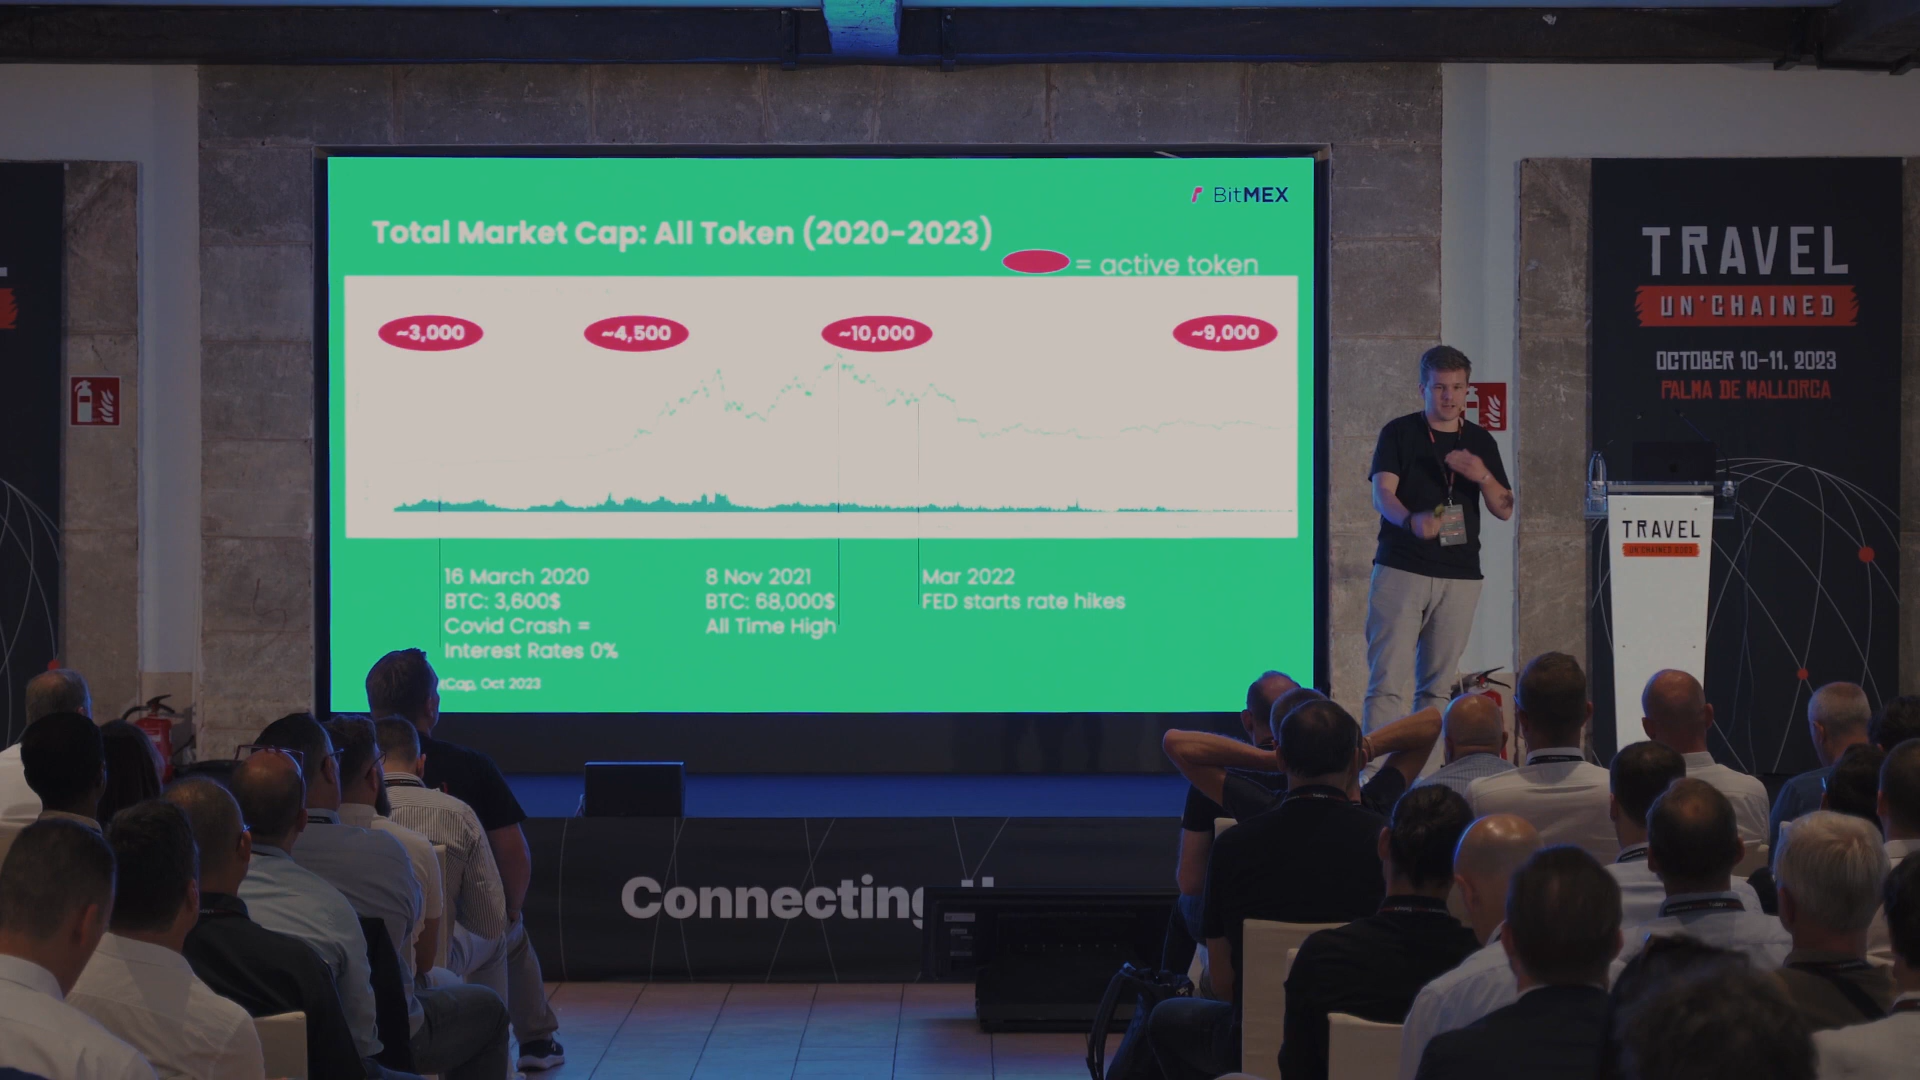 BitMEX
Total Market Cap: All Token (2020-2023)
= active token
~3,000
~4,500
~10,000
~9,000
16 March 2020
BTC: 3,600$
Covid Crash =
Interest Rates 0%
8 Nov 2021
BTC: 68,000$
All Time High
Mar 2022
FED starts rate hikes
Cap, Oct 2023
TRAVEL
UN'CHAINED
OCTOBER 10-11, 2023
PALMA DE MALLORCA
TRAVEL
UN'CHAINED 2023
Connecting